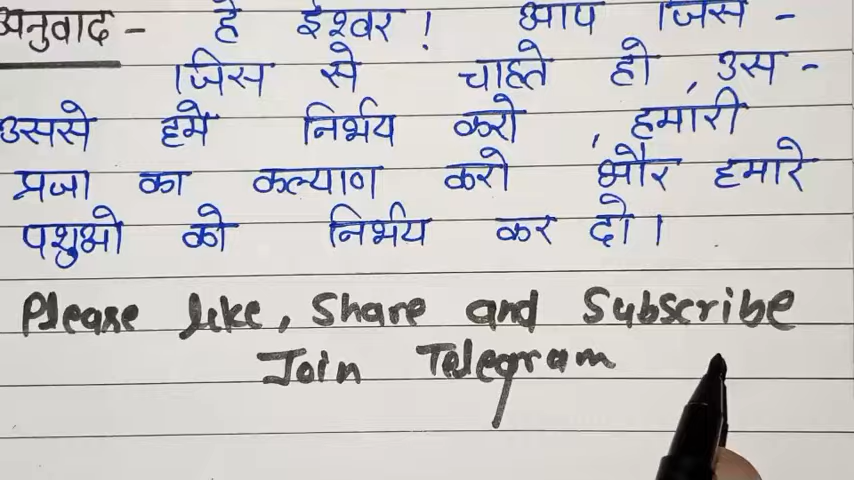 अनुवाद - हे ईश्वर! आप जिस -
जिस से चाहते हो, उस -
उससे हमे निर्भय करो, हमारी
प्रजा का कल्याण करो और हमारे
पशुओ को निर्भय कर दो।
Please like, Share and Subscribe
Join Telegram